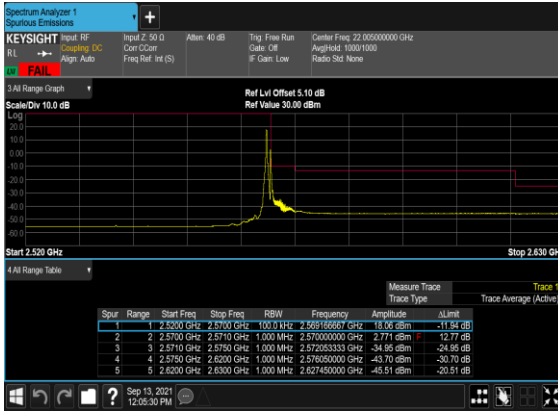 Spectrum Analyzer 1
Spurious Emissions
+
KEYSIGHT Input: RF Input Z: 50 Ω Atten: 40 dB Trig: Free Run Center Freq: 22.005000000 GHz
RL Coupling: DC Corr CCorr Gate: Off Avg|Hold: 1000/1000
Align: Auto Freq Ref: Int (S) IF Gain: Low Radio Std: None
FAIL
3 All Range Graph Ref Lvl Offset 5.10 dB
Scale/Div 10.0 dB Ref Value 30.00 dBm
Log
20.0
10.0
0.00
-10.0
-20.0
-30.0
-40.0
-50.0
-60.0
Start 2.520 GHz Stop 2.630 GH
4 All Range Table
Measure Trace Trace 1
Trace Type Trace Average (Active)
Spur Range Start Freq Stop Freq RBW Frequency Amplitude ΔLimit
1 1 2.5200 GHz 2.5700 GHz 100.0 kHz 2.569166667 GHz 18.06 dBm -11.94 dB
2 2 2.5700 GHz 2.5710 GHz 1.000 MHz 2.570000000 GHz 2.771 dBm F 12.77 dB
3 3 2.5710 GHz 2.5750 GHz 1.000 MHz 2.572053333 GHz -34.95 dBm -24.95 dB
4 4 2.5750 GHz 2.6200 GHz 1.000 MHz 2.576050000 GHz -43.70 dBm -30.70 dB
5 5 2.6200 GHz 2.6300 GHz 1.000 MHz 2.627450000 GHz -45.51 dBm -20.51 dB
? Sep 13, 2021
12:05:30 PM